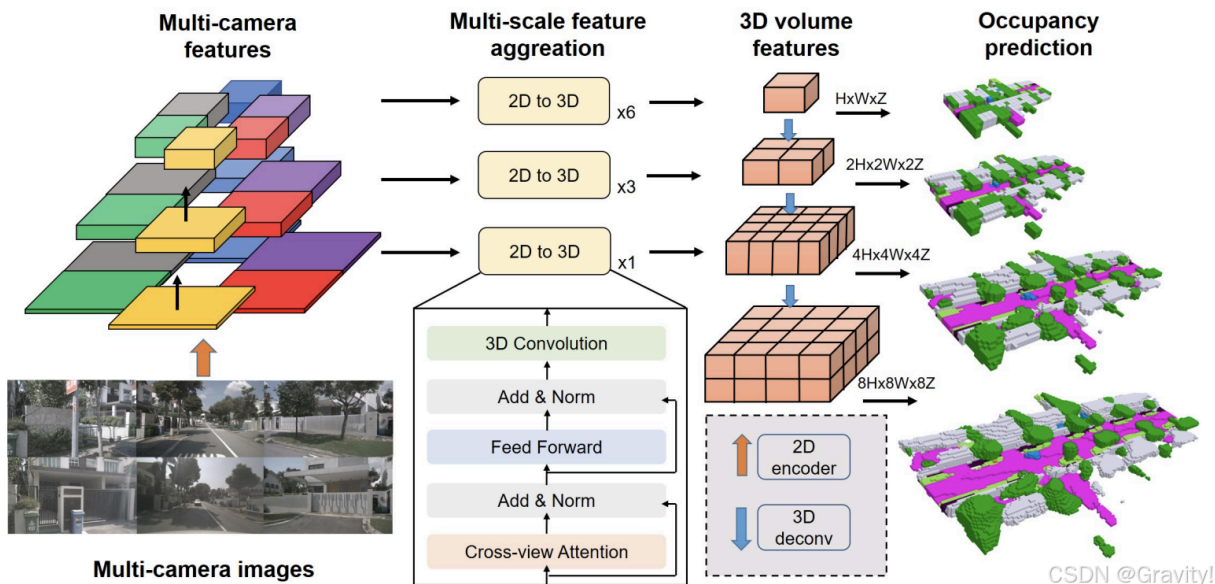 Multi-camera
features
Multi-scale feature
aggreation
3D volume
features
Occupancy
prediction
2D to 3D
x6
HxWxZ
2D to 3D
x3
2Hx2Wx2Z
2D to 3D
x1
4Hx4Wx4Z
3D Convolution
Add & Norm
Feed Forward
Add & Norm
Cross-view Attention
8Hx8Wx8Z
2D
encoder
3D
deconv
Multi-camera images
CSDN @Gravity!